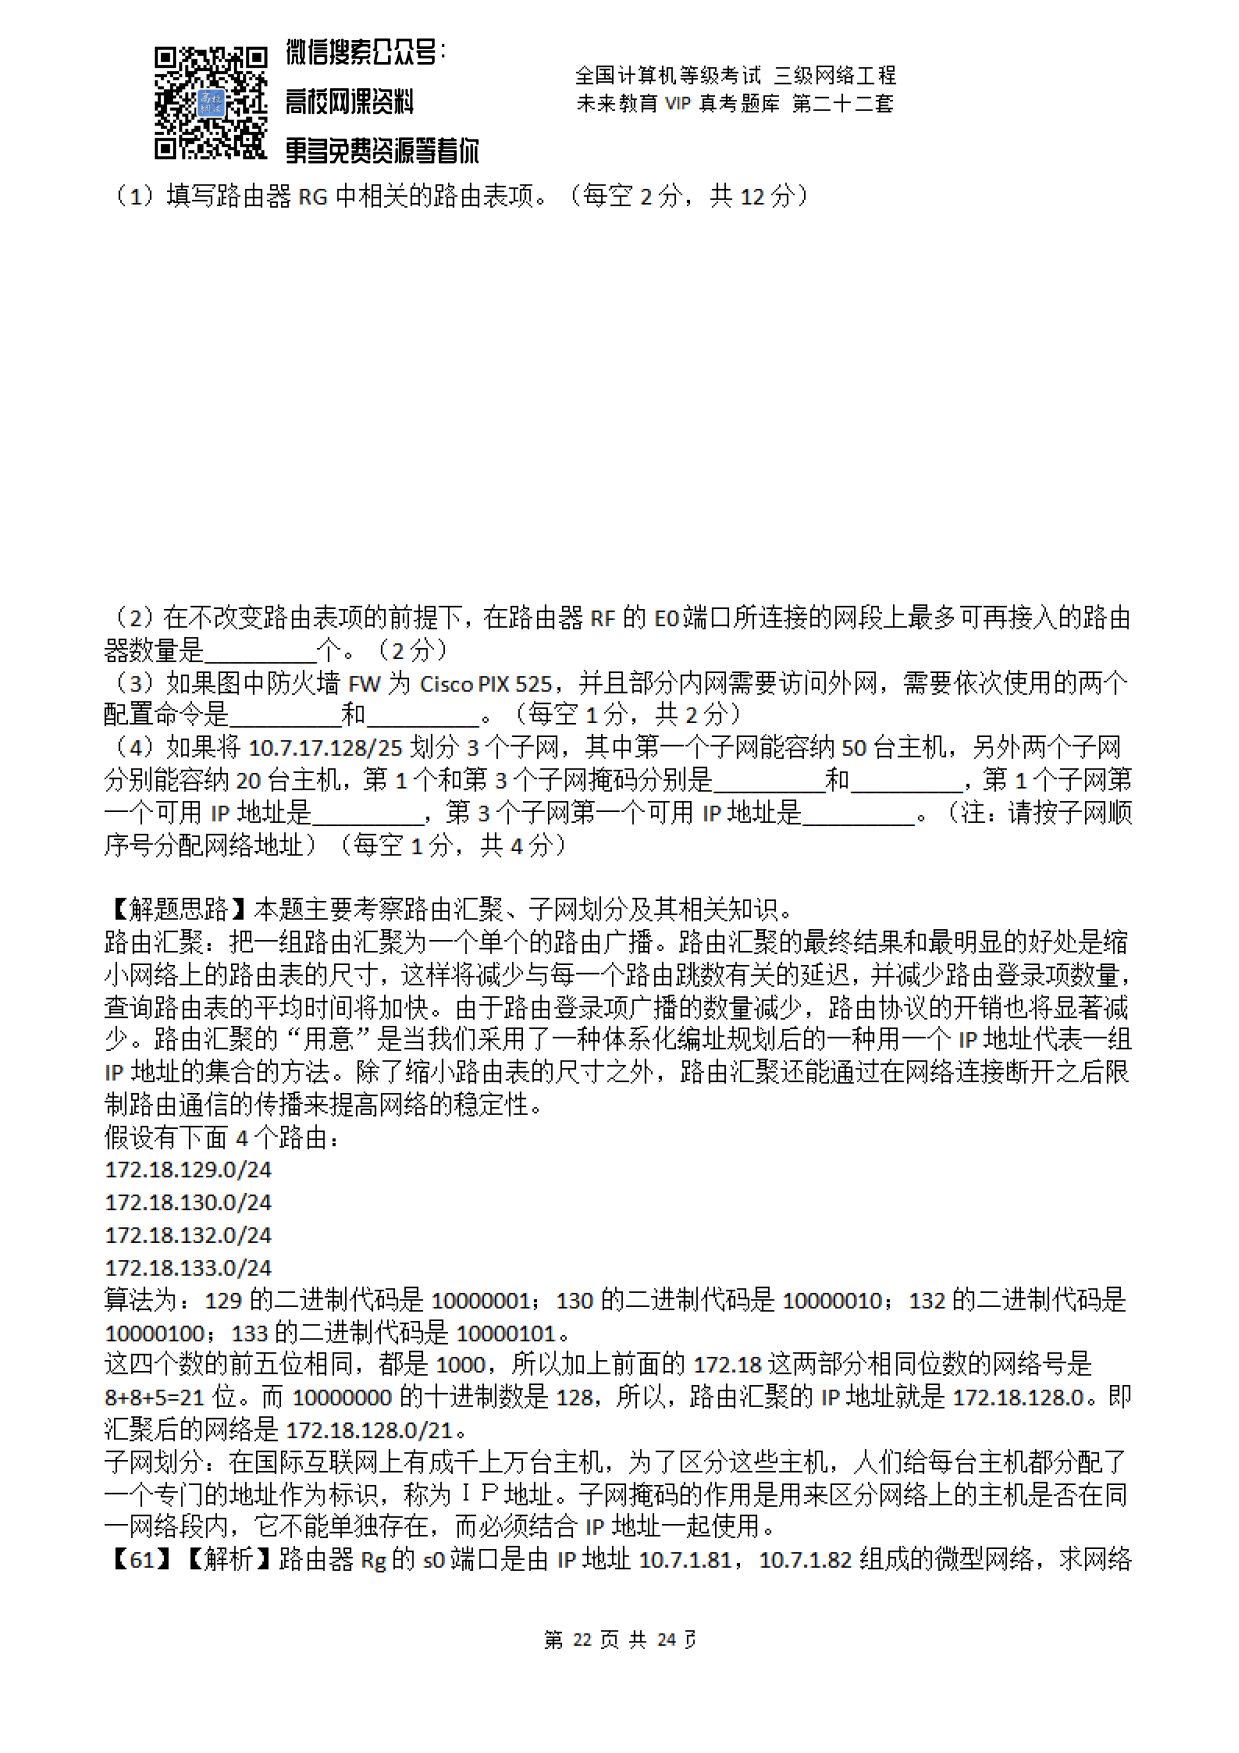 微信搜索公众号：
高校网课资料
更多免费资源等着你
全国计算机等级考试 三级网络工程
未来教育 VIP 真考题库 第二十二套
（1）填写路由器 RG 中相关的路由表项。（每空 2 分，共 12 分）
（2）在不改变路由表项的前提下，在路由器 RF 的 E0 端口所连接的网段上最多可再接入的路由
器数量是_________个。（2 分）
（3）如果图中防火墙 FW 为 Cisco PIX 525，并且部分内网需要访问外网，需要依次使用的两个
配置命令是_________和_________。（每空 1 分，共 2 分）
（4）如果将 10.7.17.128/25 划分 3 个子网，其中第一个子网能容纳 50 台主机，另外两个子网
分别能容纳 20 台主机，第 1 个和第 3 个子网掩码分别是_________和_________，第 1 个子网第
一个可用 IP 地址是_________，第 3 个子网第一个可用 IP 地址是_________。（注：请按子网顺
序号分配网络地址）（每空 1 分，共 4 分）
【解题思路】本题主要考察路由汇聚、子网划分及其相关知识。
路由汇聚：把一组路由汇聚为一个单个的路由广播。路由汇聚的最终结果和最明显的好处是缩
小网络上的路由表的尺寸，这样将减少与每一个路由跳数有关的延迟，并减少路由登录项数量，
查询路由表的平均时间将加快。由于路由登录项广播的数量减少，路由协议的开销也将显著减
少。路由汇聚的“用意”是当我们采用了一种体系化编址规划后的一种用一个 IP 地址代表一组
IP 地址的集合的方法。除了缩小路由表的尺寸之外，路由汇聚还能通过在网络连接断开之后限
制路由通信的传播来提高网络的稳定性。
假设有下面 4 个路由：
172.18.129.0/24
172.18.130.0/24
172.18.132.0/24
172.18.133.0/24
算法为：129 的二进制代码是 10000001；130 的二进制代码是 10000010；132 的二进制代码是
10000100；133 的二进制代码是 10000101。
这四个数的前五位相同，都是 1000，所以加上前面的 172.18 这两部分相同位数的网络号是
8+8+5=21 位。而 10000000 的十进制数是 128，所以，路由汇聚的 IP 地址就是 172.18.128.0。即
汇聚后的网络是 172.18.128.0/21。
子网划分：在国际互联网上有成千上万台主机，为了区分这些主机，人们给每台主机都分配了
一个专门的地址作为标识，称为ＩＰ地址。子网掩码的作用是用来区分网络上的主机是否在同
一网络段内，它不能单独存在，而必须结合 IP 地址一起使用。
【61】【解析】路由器 Rg 的 s0 端口是由 IP 地址 10.7.1.81，10.7.1.82 组成的微型网络，求网络
第 22 页 共 24